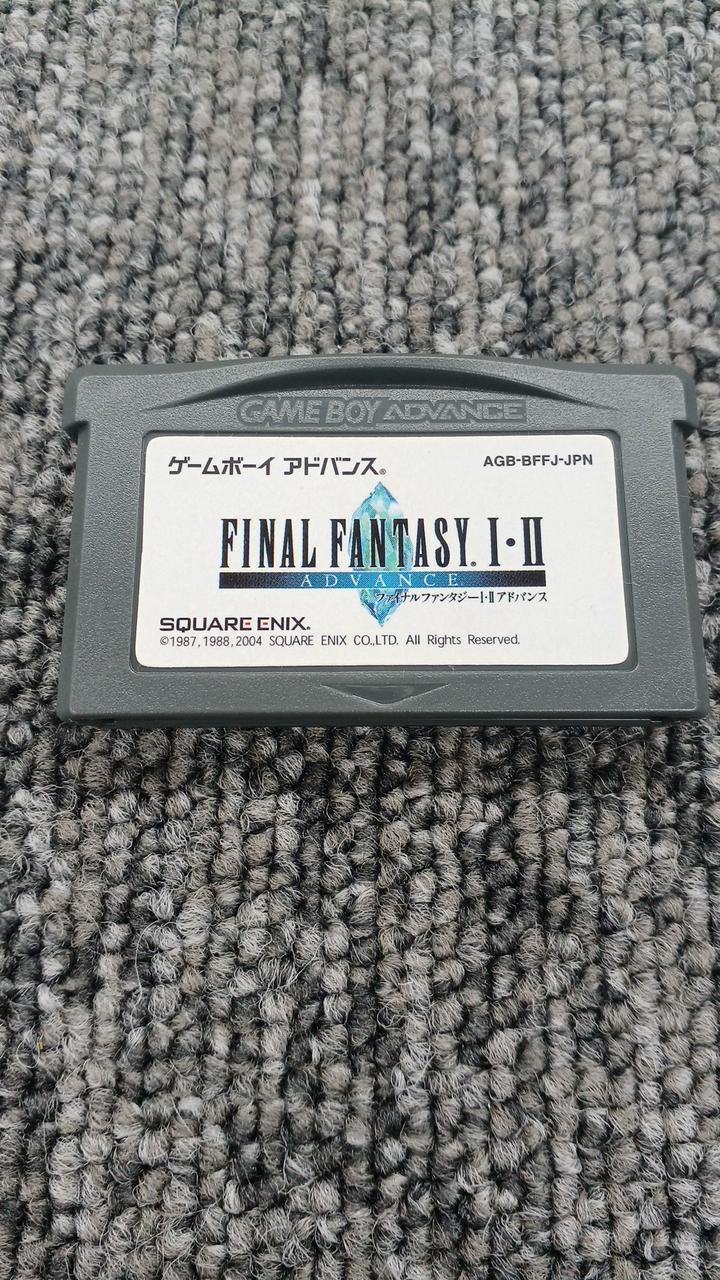 GAME BOY ADVANCE
ゲームボーイ アドバンス®
AGB-BFFJ-JPN
FINAL FANTASY® I・II
ADVANCE
ファイナルファンタジーI・II アドバンス
SQUARE ENIX®
©1987,1988,2004 SQUARE ENIX CO.,LTD. All Rights Reserved.